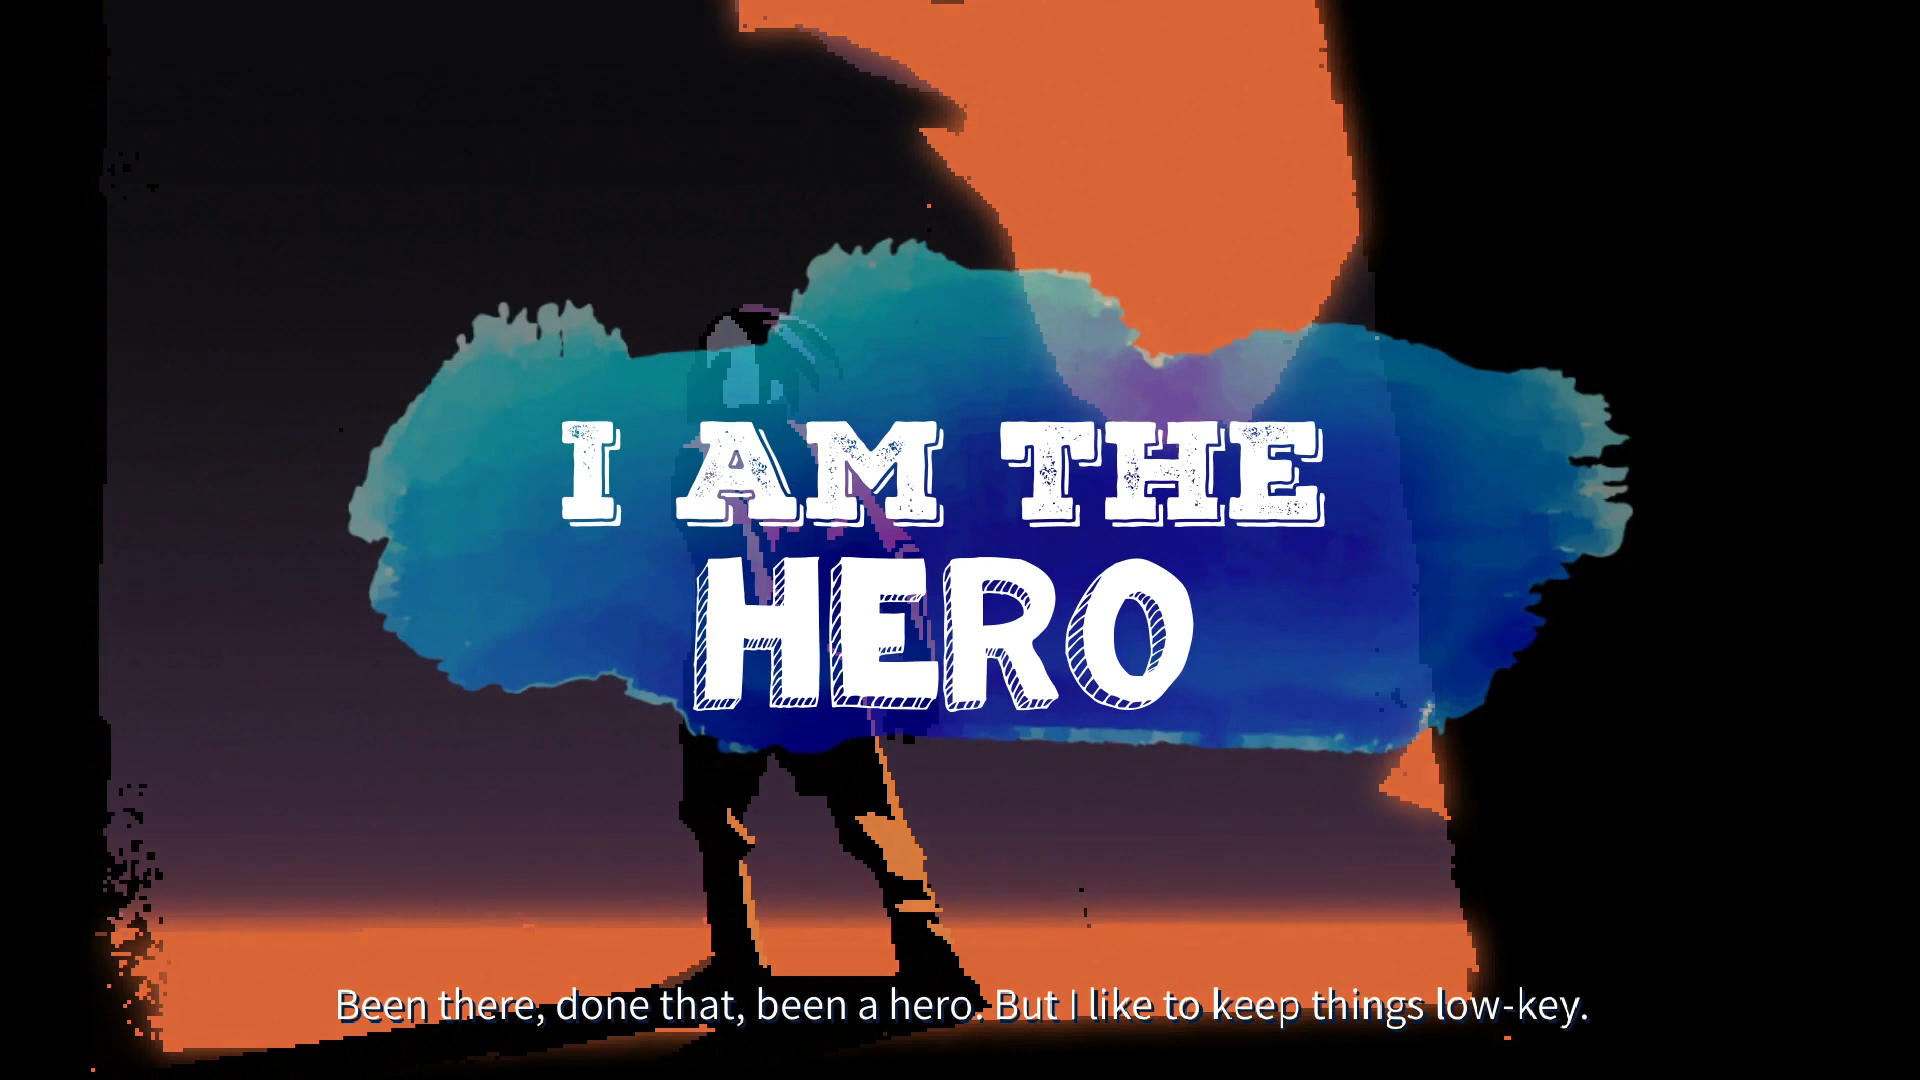 I AM THE
HERO
Been there, done that, been a hero. But I like to keep things low-key.